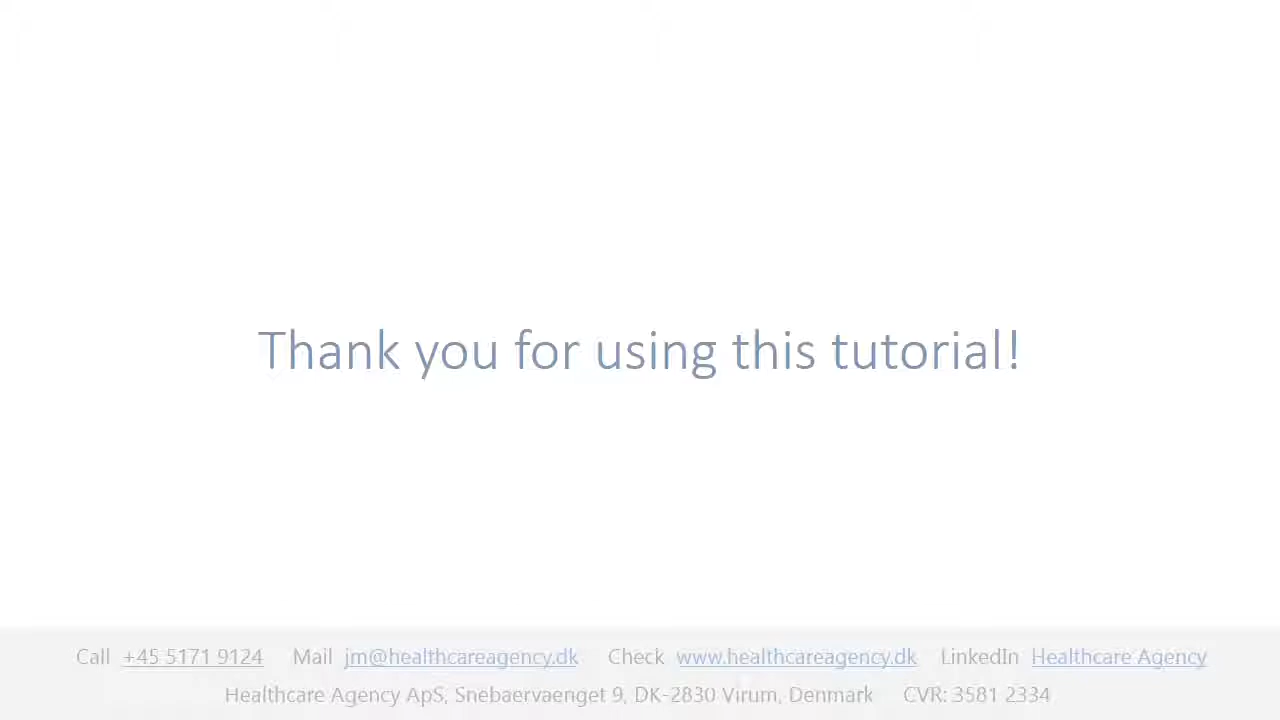 Thank you for using this tutorial!
Call +45 5171 9124 Mail jm@healthcareagency.dk Check www.healthcareagency.dk LinkedIn Healthcare Agency
Healthcare Agency ApS, Snebaervaenget 9, DK-2830 Virum, Denmark CVR: 3581 2334